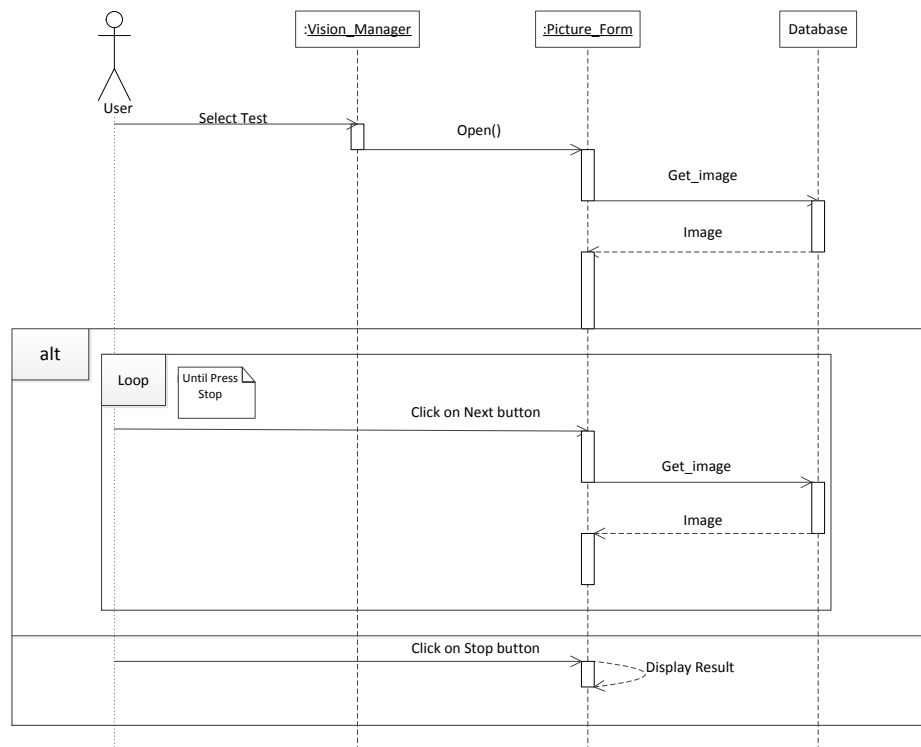 :Vision_Manager
:Picture_Form
Database
User
Select Test
Open()
Get_image
Image
alt
Loop
Until Press
Stop
Click on Next button
Get_image
Image
Click on Stop button
Display Result